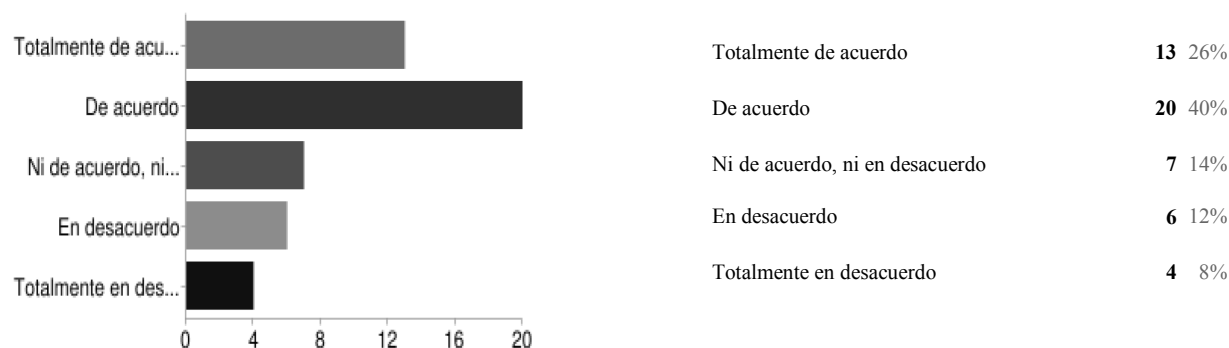 Totalmente de acu...
De acuerdo
Ni de acuerdo, ni...
En desacuerdo
Totalmente en des...
0 4 8 12 16 20
Totalmente de acuerdo 13 26%
De acuerdo 20 40%
Ni de acuerdo, ni en desacuerdo 7 14%
En desacuerdo 6 12%
Totalmente en desacuerdo 4 8%